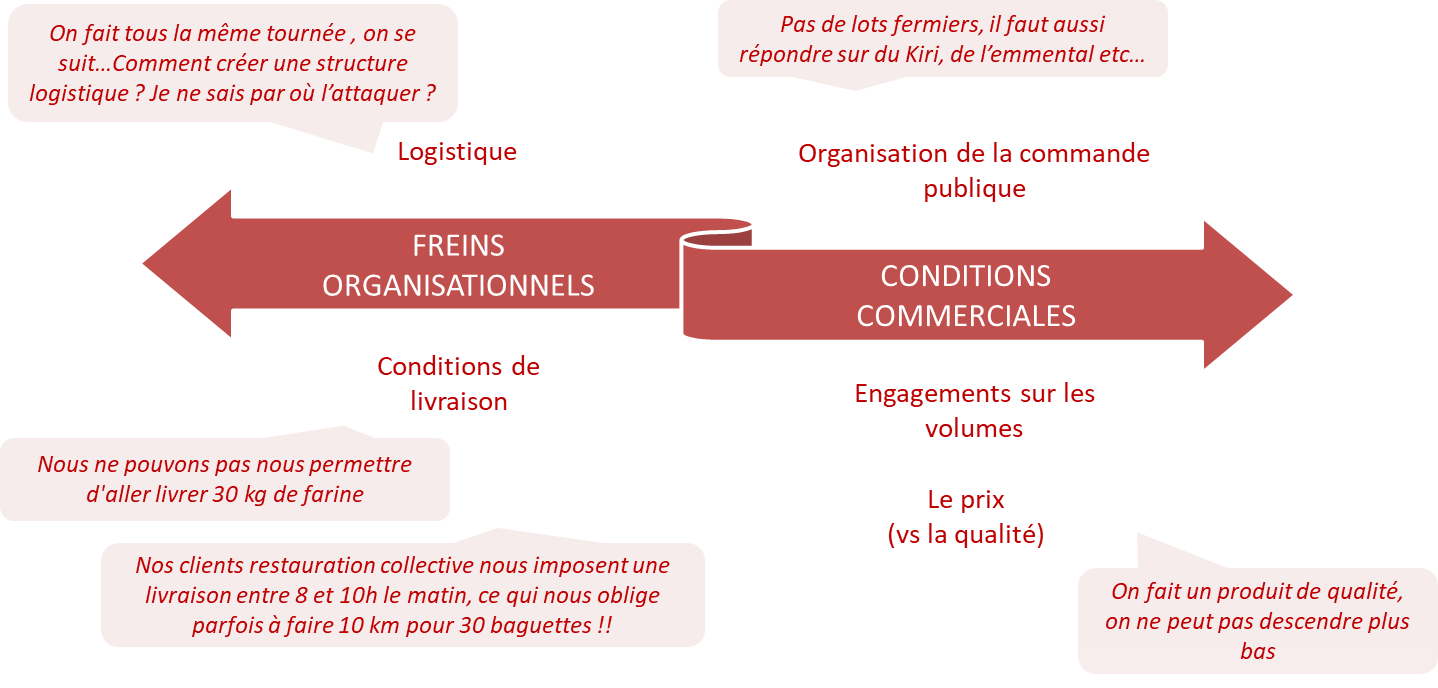 On fait tous la même tournée , on se
suit...Comment créer une structure
logistique ? Je ne sais par où l'attaquer ?
Pas de lots fermiers, il faut aussi
répondre sur du Kiri, de l'emmental etc...
Logistique
Organisation de la commande
publique
FREINS
ORGANISATIONNELS
CONDITIONS
COMMERCIALES
Conditions de
livraison
Engagements sur les
volumes
Nous ne pouvons pas nous permettre
d'aller livrer 30 kg de farine
Le prix
(vs la qualité)
Nos clients restauration collective nous imposent une
livraison entre 8 et 10h le matin, ce qui nous oblige
parfois à faire 10 km pour 30 baguettes !!
On fait un produit de qualité,
on ne peut pas descendre plus
bas